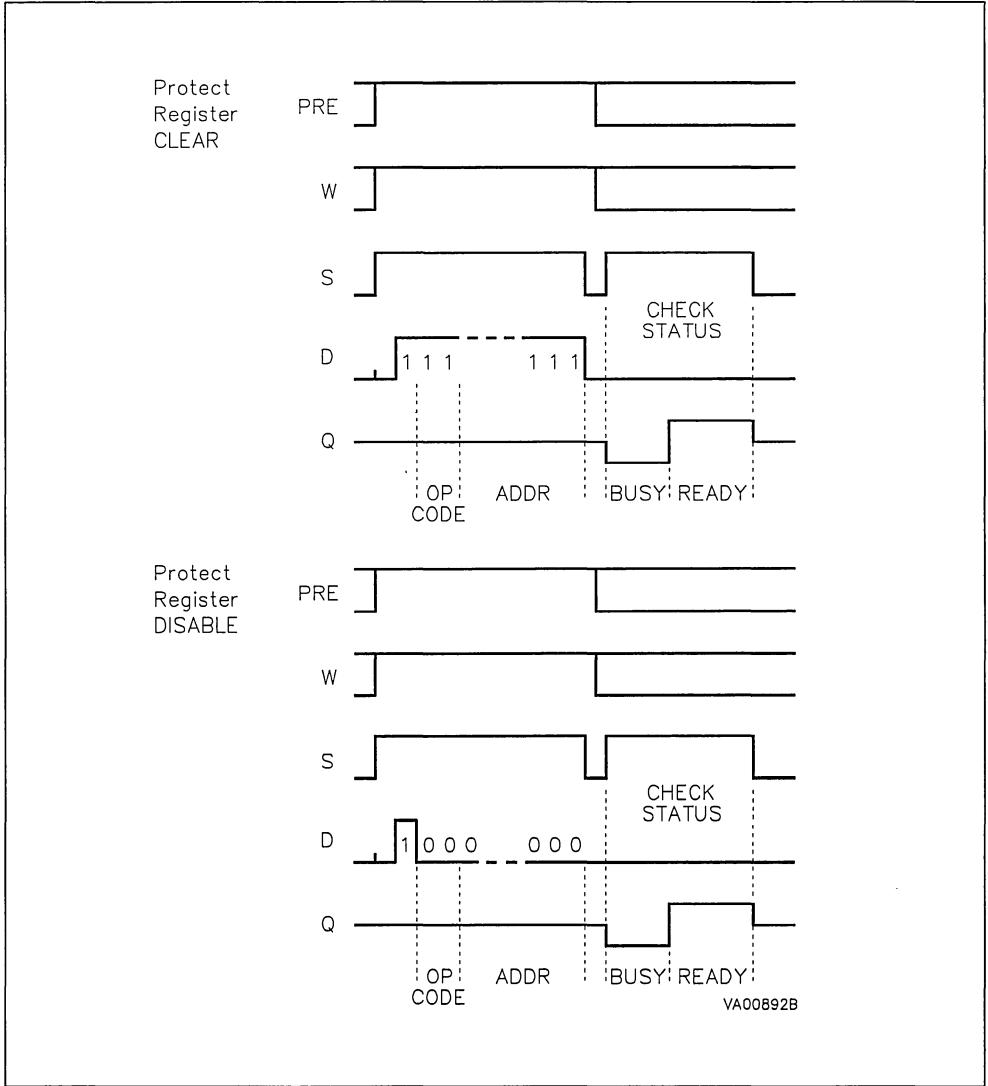 Protect
Register
CLEAR
PRE
W
S
CHECK
STATUS
D
1 1 1 1 1 1
Q
OP
CODE
ADDR
BUSY
READY
Protect
Register
DISABLE
PRE
W
S
CHECK
STATUS
D
1 0 0 0 0 0 0
Q
OP
CODE
ADDR
BUSY
READY
VA00892B